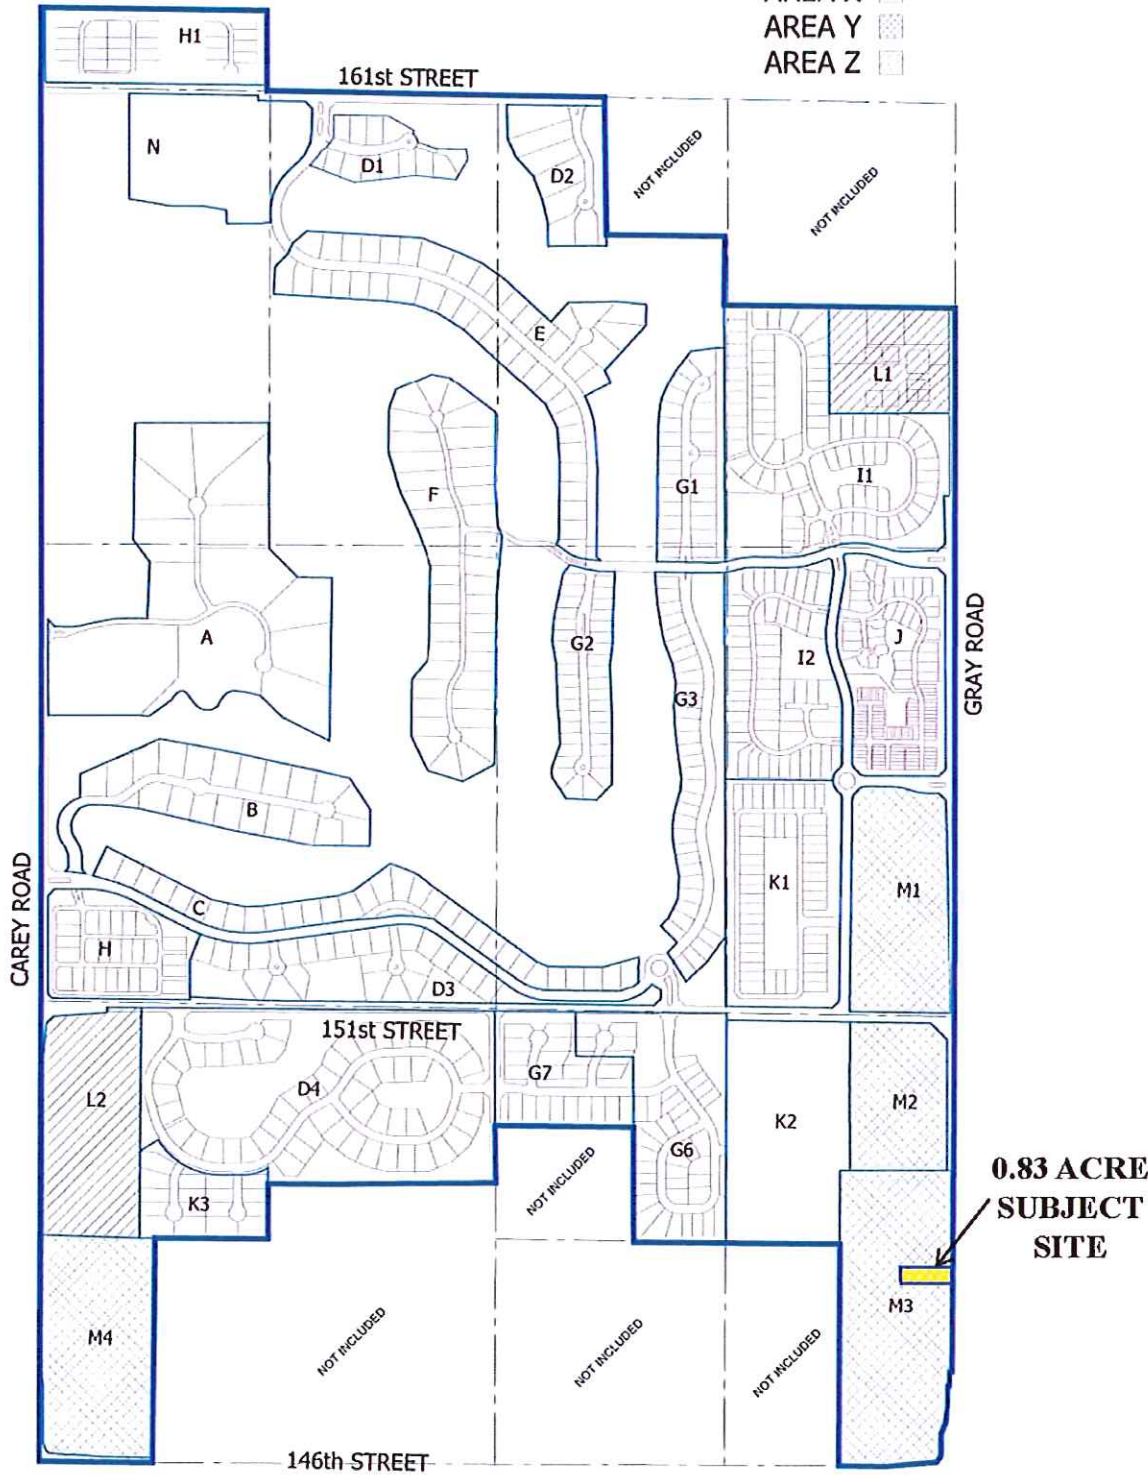 AREA Y
AREA Z
H1
161st STREET
N
D1
D2
NOT INCLUDED
NOT INCLUDED
E
L1
F
G1
I1
A
G2
I2
J
G3
GRAY ROAD
B
K1
M1
CAREY ROAD
C
H
D3
151st STREET
G7
L2
D4
K2
M2
G6
NOT INCLUDED
K3
0.83 ACRE
SUBJECT
SITE
M3
M4
NOT INCLUDED
NOT INCLUDED
NOT INCLUDED
146th STREET